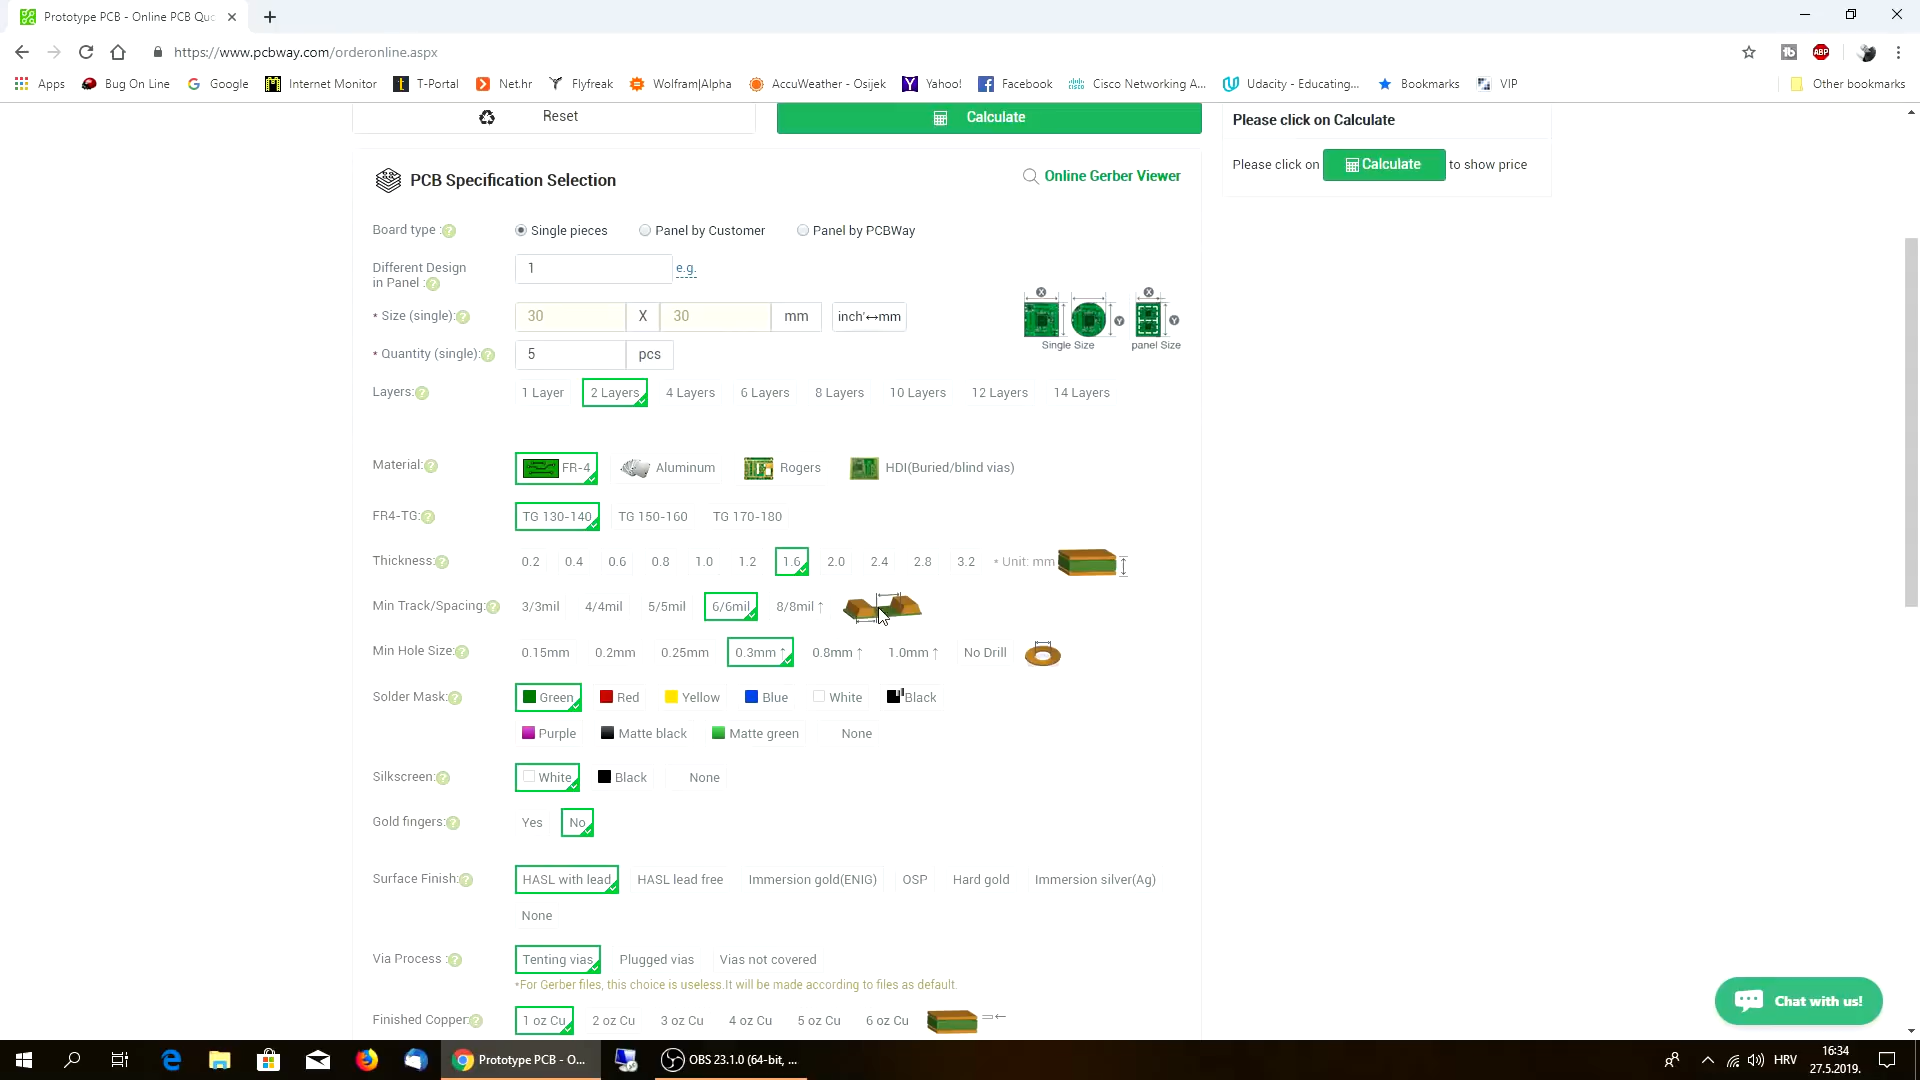 Prototype PCB - Online PCB Quo
https://www.pcbway.com/orderonline.aspx
ABP
Apps Bug On Line Google Internet Monitor T-Portal Net.hr Flyfreak Wolfram|Alpha AccuWeather - Osijek Yahoo! Facebook Cisco Networking A... Udacity - Educating... Bookmarks VIP Other bookmarks
Reset Calculate
Please click on Calculate
Please click on Calculate to show price
PCB Specification Selection
Online Gerber Viewer
Board type : Single pieces Panel by Customer Panel by PCBWay
Different Design in Panel : 1 e.g.
* Size (single): 30 X 30 mm inch'↔mm
X X Y X Y
Single Size panel Size
* Quantity (single): 5 pcs
Layers: 1 Layer 2 Layers 4 Layers 6 Layers 8 Layers 10 Layers 12 Layers 14 Layers
Material: FR-4 Aluminum Rogers HDI(Buried/blind vias)
FR4-TG: TG 130-140 TG 150-160 TG 170-180
Thickness: 0.2 0.4 0.6 0.8 1.0 1.2 1.6 2.0 2.4 2.8 3.2 * Unit: mm
Min Track/Spacing: 3/3mil 4/4mil 5/5mil 6/6mil 8/8mil ↑
Min Hole Size: 0.15mm 0.2mm 0.25mm 0.3mm ↑ 0.8mm ↑ 1.0mm ↑ No Drill
Solder Mask: Green Red Yellow Blue White Black
Purple Matte black Matte green None
Silkscreen: White Black None
Gold fingers: Yes No
Surface Finish: HASL with lead HASL lead free Immersion gold(ENIG) OSP Hard gold Immersion silver(Ag)
None
Via Process : Tenting vias Plugged vias Vias not covered
*For Gerber files, this choice is useless.It will be made according to files as default.
Finished Copper: 1 oz Cu 2 oz Cu 3 oz Cu 4 oz Cu 5 oz Cu 6 oz Cu
Chat with us!
Prototype PCB - O... OBS 23.1.0 (64-bit, ... HRV 16:34
27.5.2019.